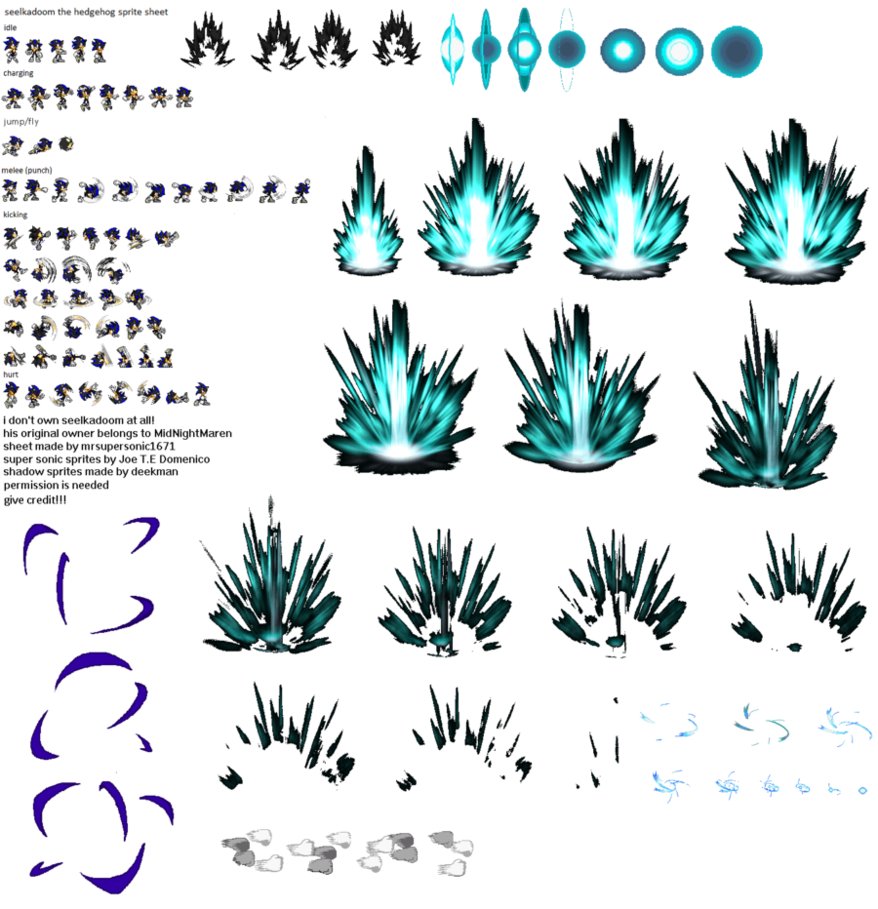 seelkadoom the hedgehog sprite sheet
idle
charging
jump/fly
melee (punch)
kicking
hurt
i don't own seelkadoom at all!
his original owner belongs to MidNightMaren
sheet made by mrsupersonic1671
super sonic sprites by Joe T.E Domenico
shadow sprites made by deekman
permission is needed
give credit!!!